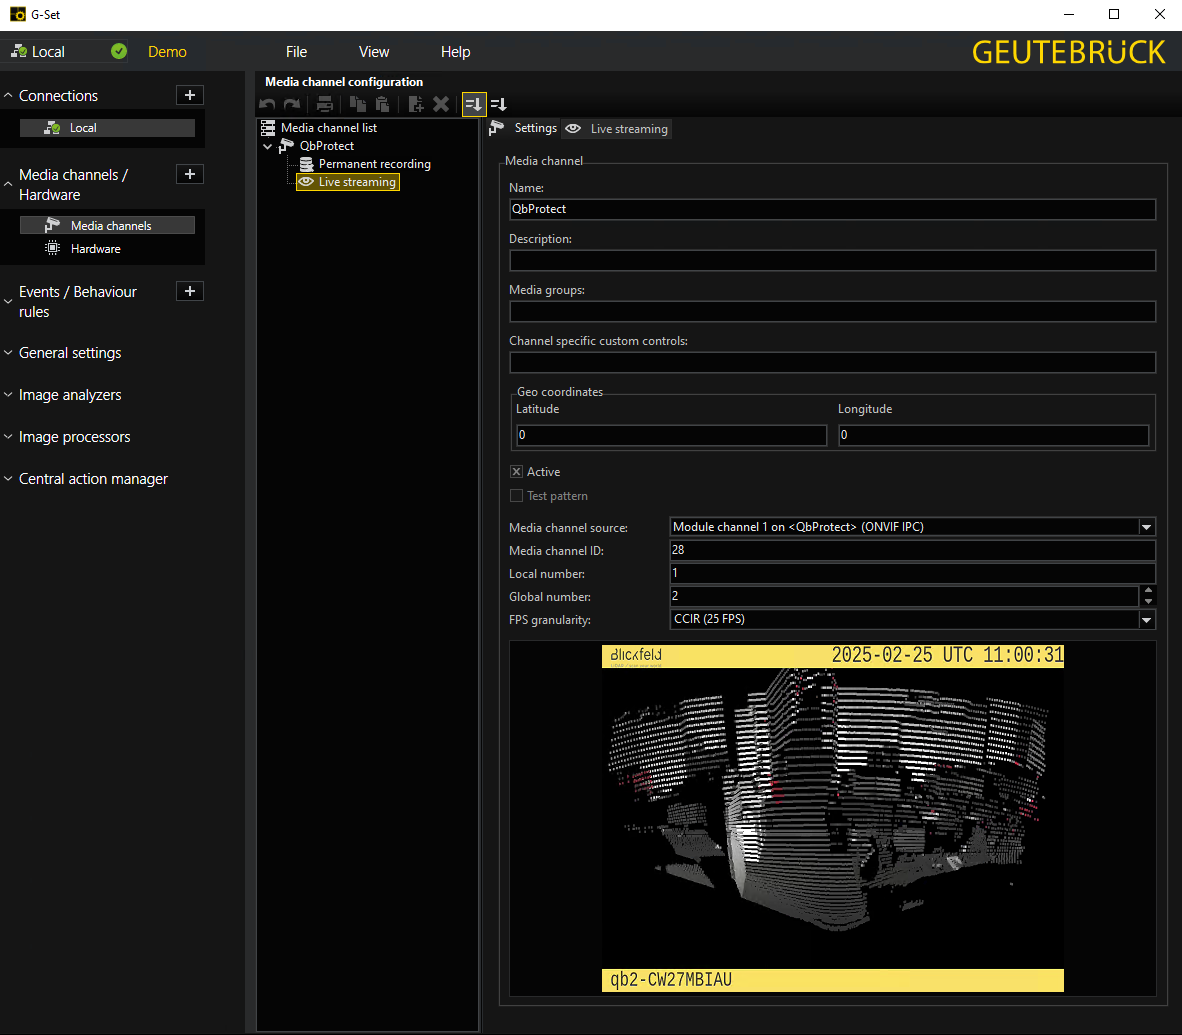 G-Set
Local
Demo
File
View
Help
GEUTEBRÜCK
Connections
Local
Media channels /
Hardware
Media channels
Hardware
Events / Behaviour
rules
General settings
Image analyzers
Image processors
Central action manager
Media channel configuration
Media channel list
QbProtect
Permanent recording
Live streaming
Settings
Live streaming
Media channel
Name:
QbProtect
Description:
Media groups:
Channel specific custom controls:
Geo coordinates
Latitude
Longitude
0
0
Active
Test pattern
Media channel source:
Module channel 1 on <QbProtect> (ONVIF IPC)
Media channel ID:
28
Local number:
1
Global number:
2
FPS granularity:
CCIR (25 FPS)
Blickfeld
2025-02-25 UTC 11:00:31
qb2-CW27MBIAU